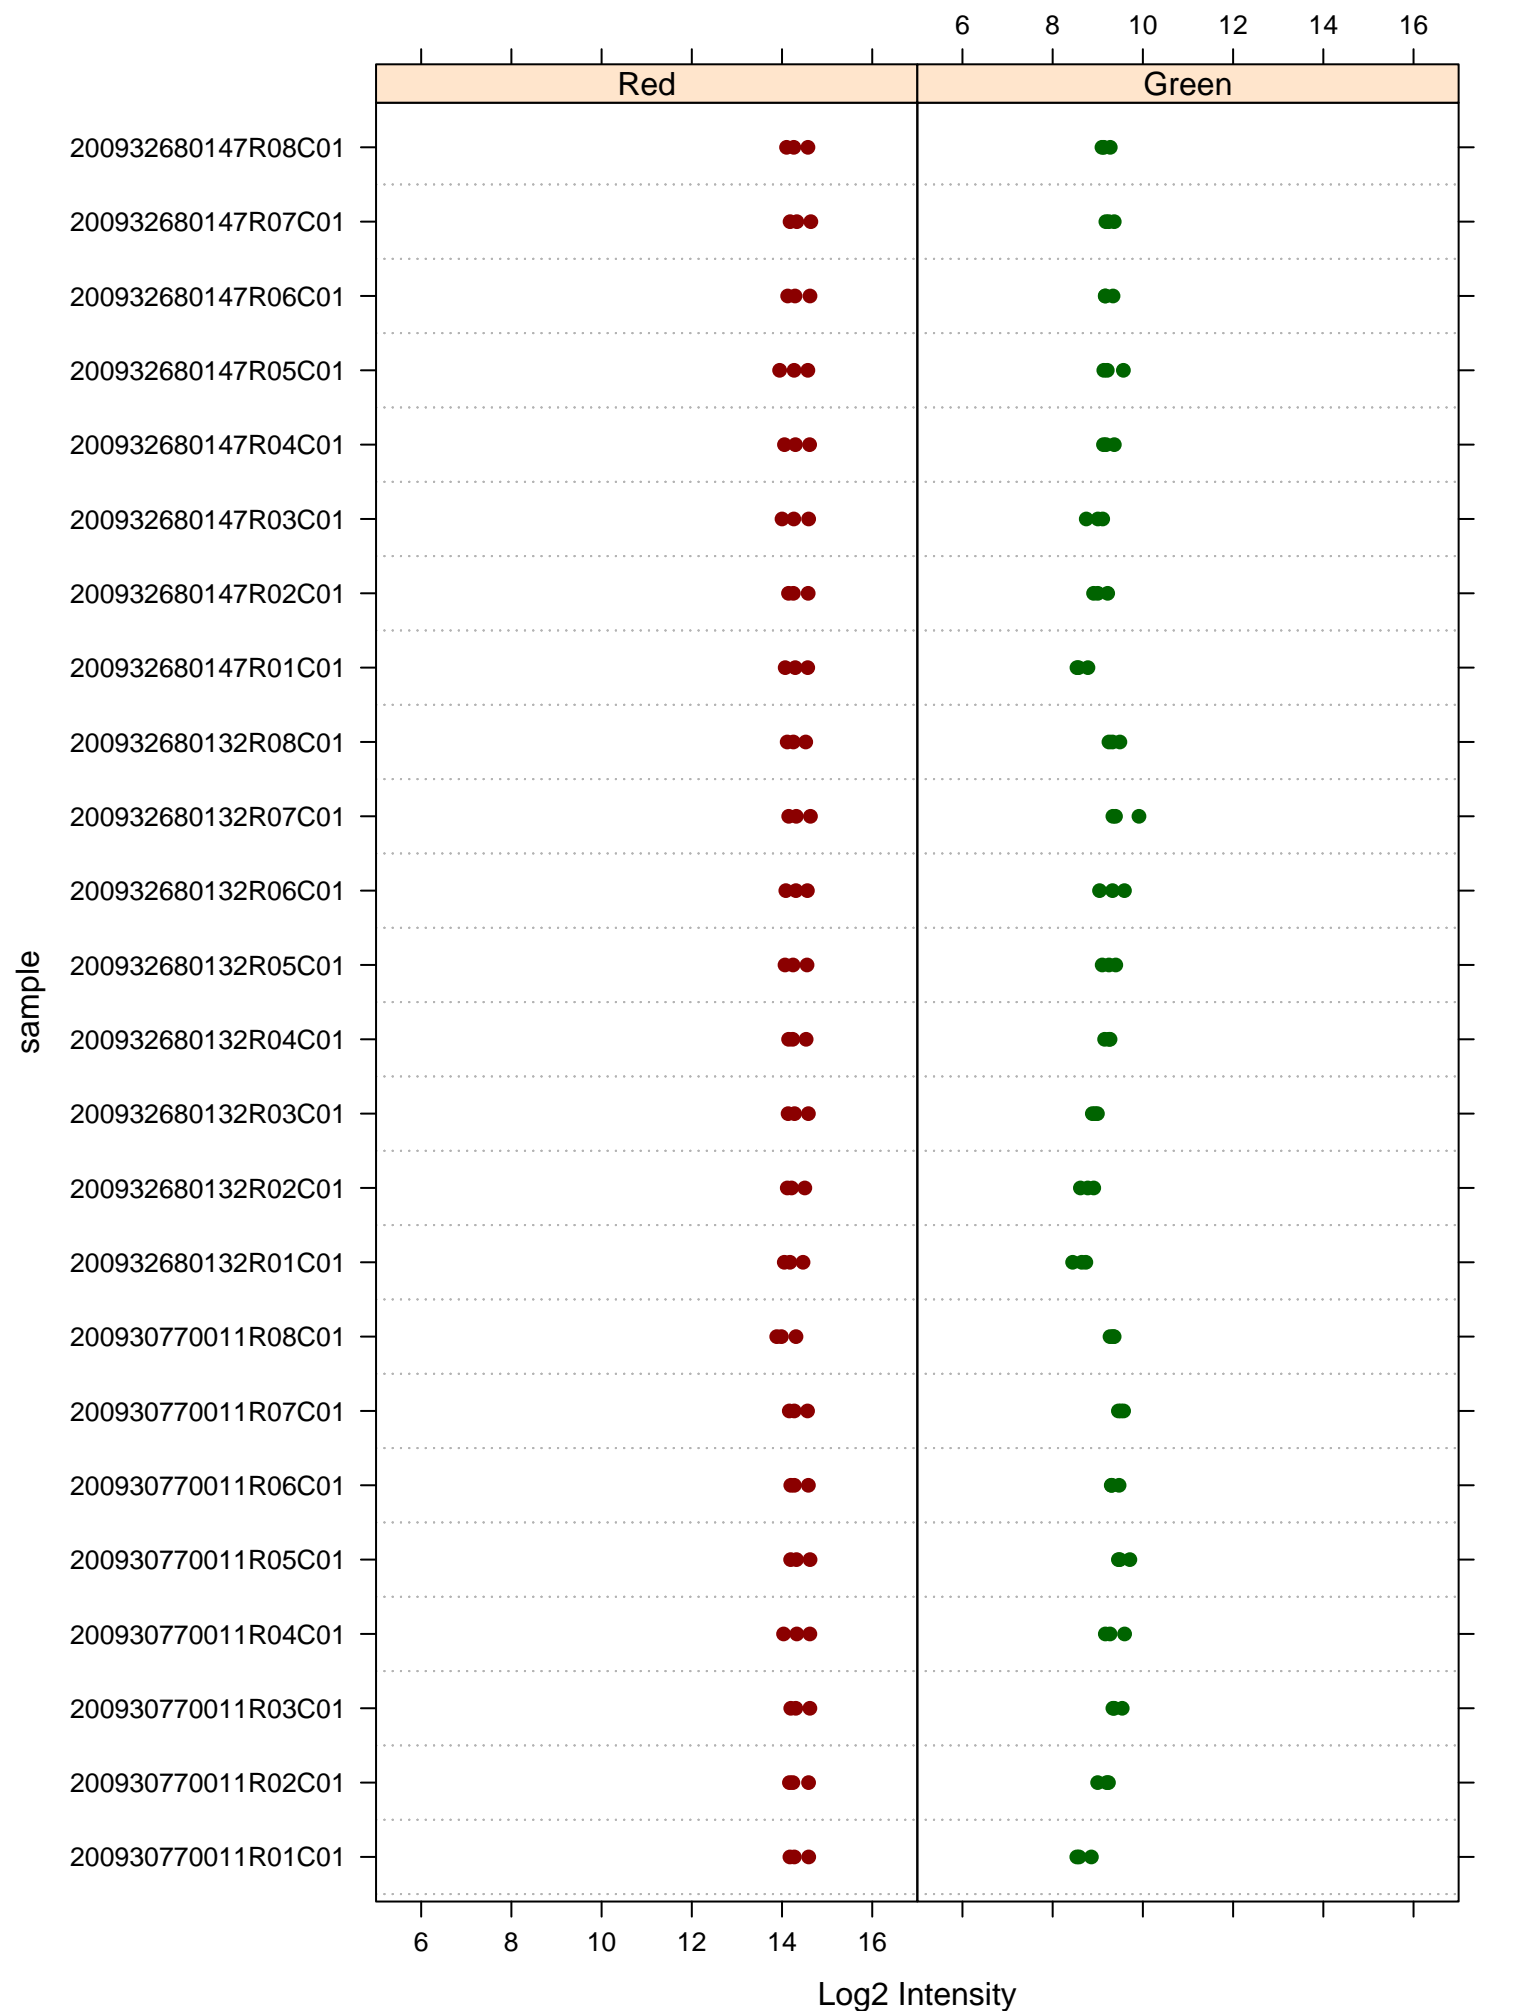 6 8 10 12 14 16
Red Green
200932680147R08C01
200932680147R07C01
200932680147R06C01
200932680147R05C01
200932680147R04C01
200932680147R03C01
200932680147R02C01
200932680147R01C01
200932680132R08C01
200932680132R07C01
200932680132R06C01
200932680132R05C01
200932680132R04C01
200932680132R03C01
200932680132R02C01
200932680132R01C01
200930770011R08C01
200930770011R07C01
200930770011R06C01
200930770011R05C01
200930770011R04C01
200930770011R03C01
200930770011R02C01
200930770011R01C01
sample
6 8 10 12 14 16
Log2 Intensity